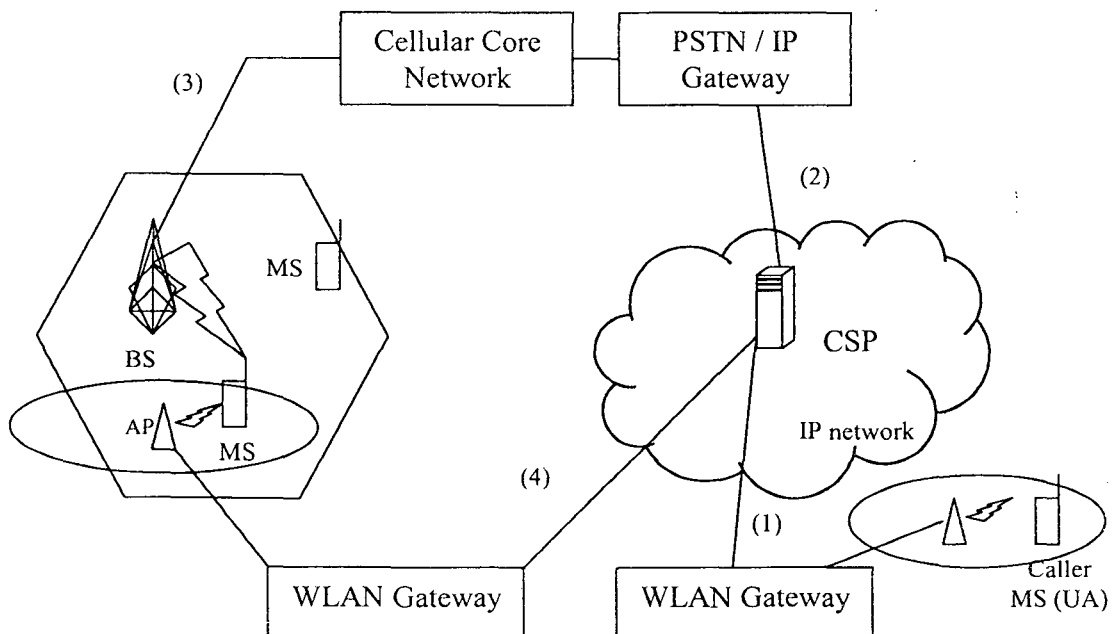 Cellular Core
Network
PSTN / IP
Gateway
(3)
(2)
MS
CSP
BS
AP
MS
IP network
(4)
(1)
WLAN Gateway
WLAN Gateway
Caller
MS (UA)